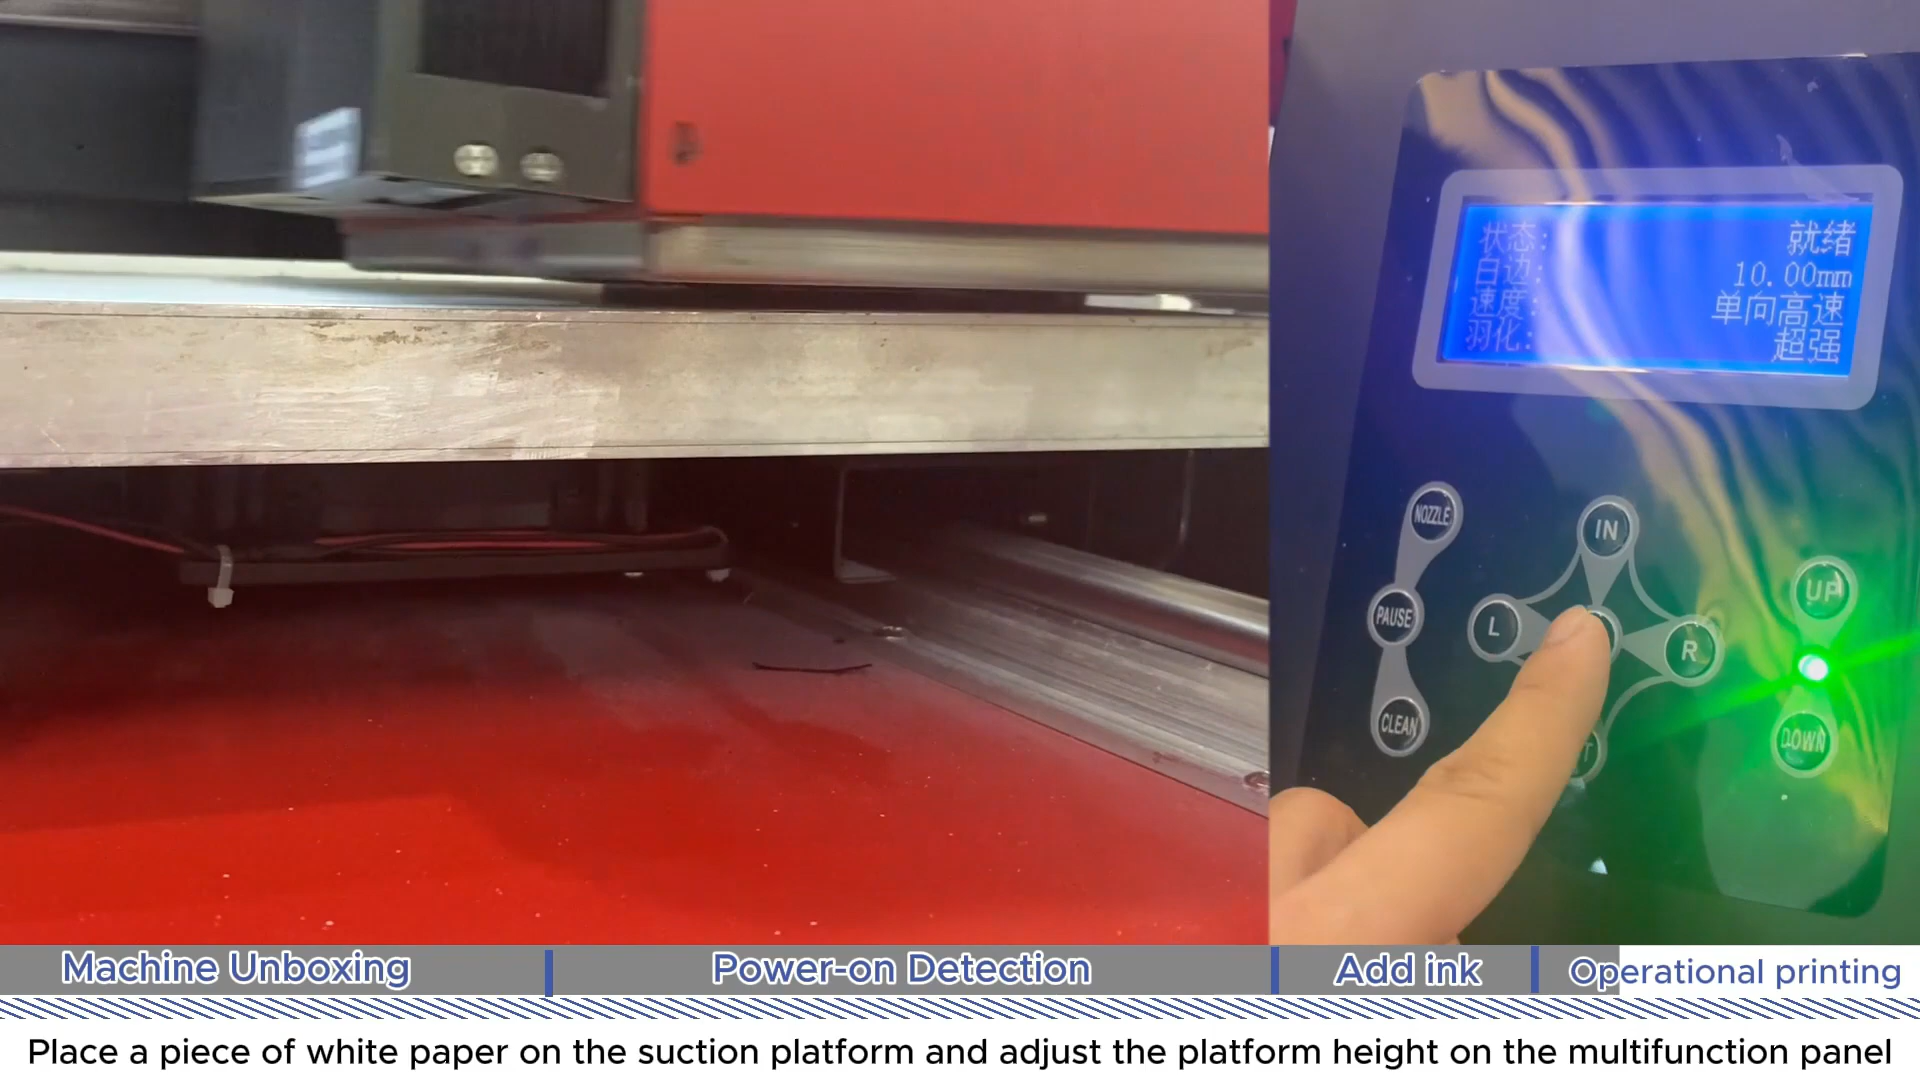 状态: 就绪
白边: 10.00mm
速度: 单向高速
羽化: 超强
NOZZLE
IN
UP
PAUSE
L
R
CLEAN
DOWN
Machine Unboxing
Power-on Detection
Add ink
Operational printing
Place a piece of white paper on the suction platform and adjust the platform height on the multifunction panel